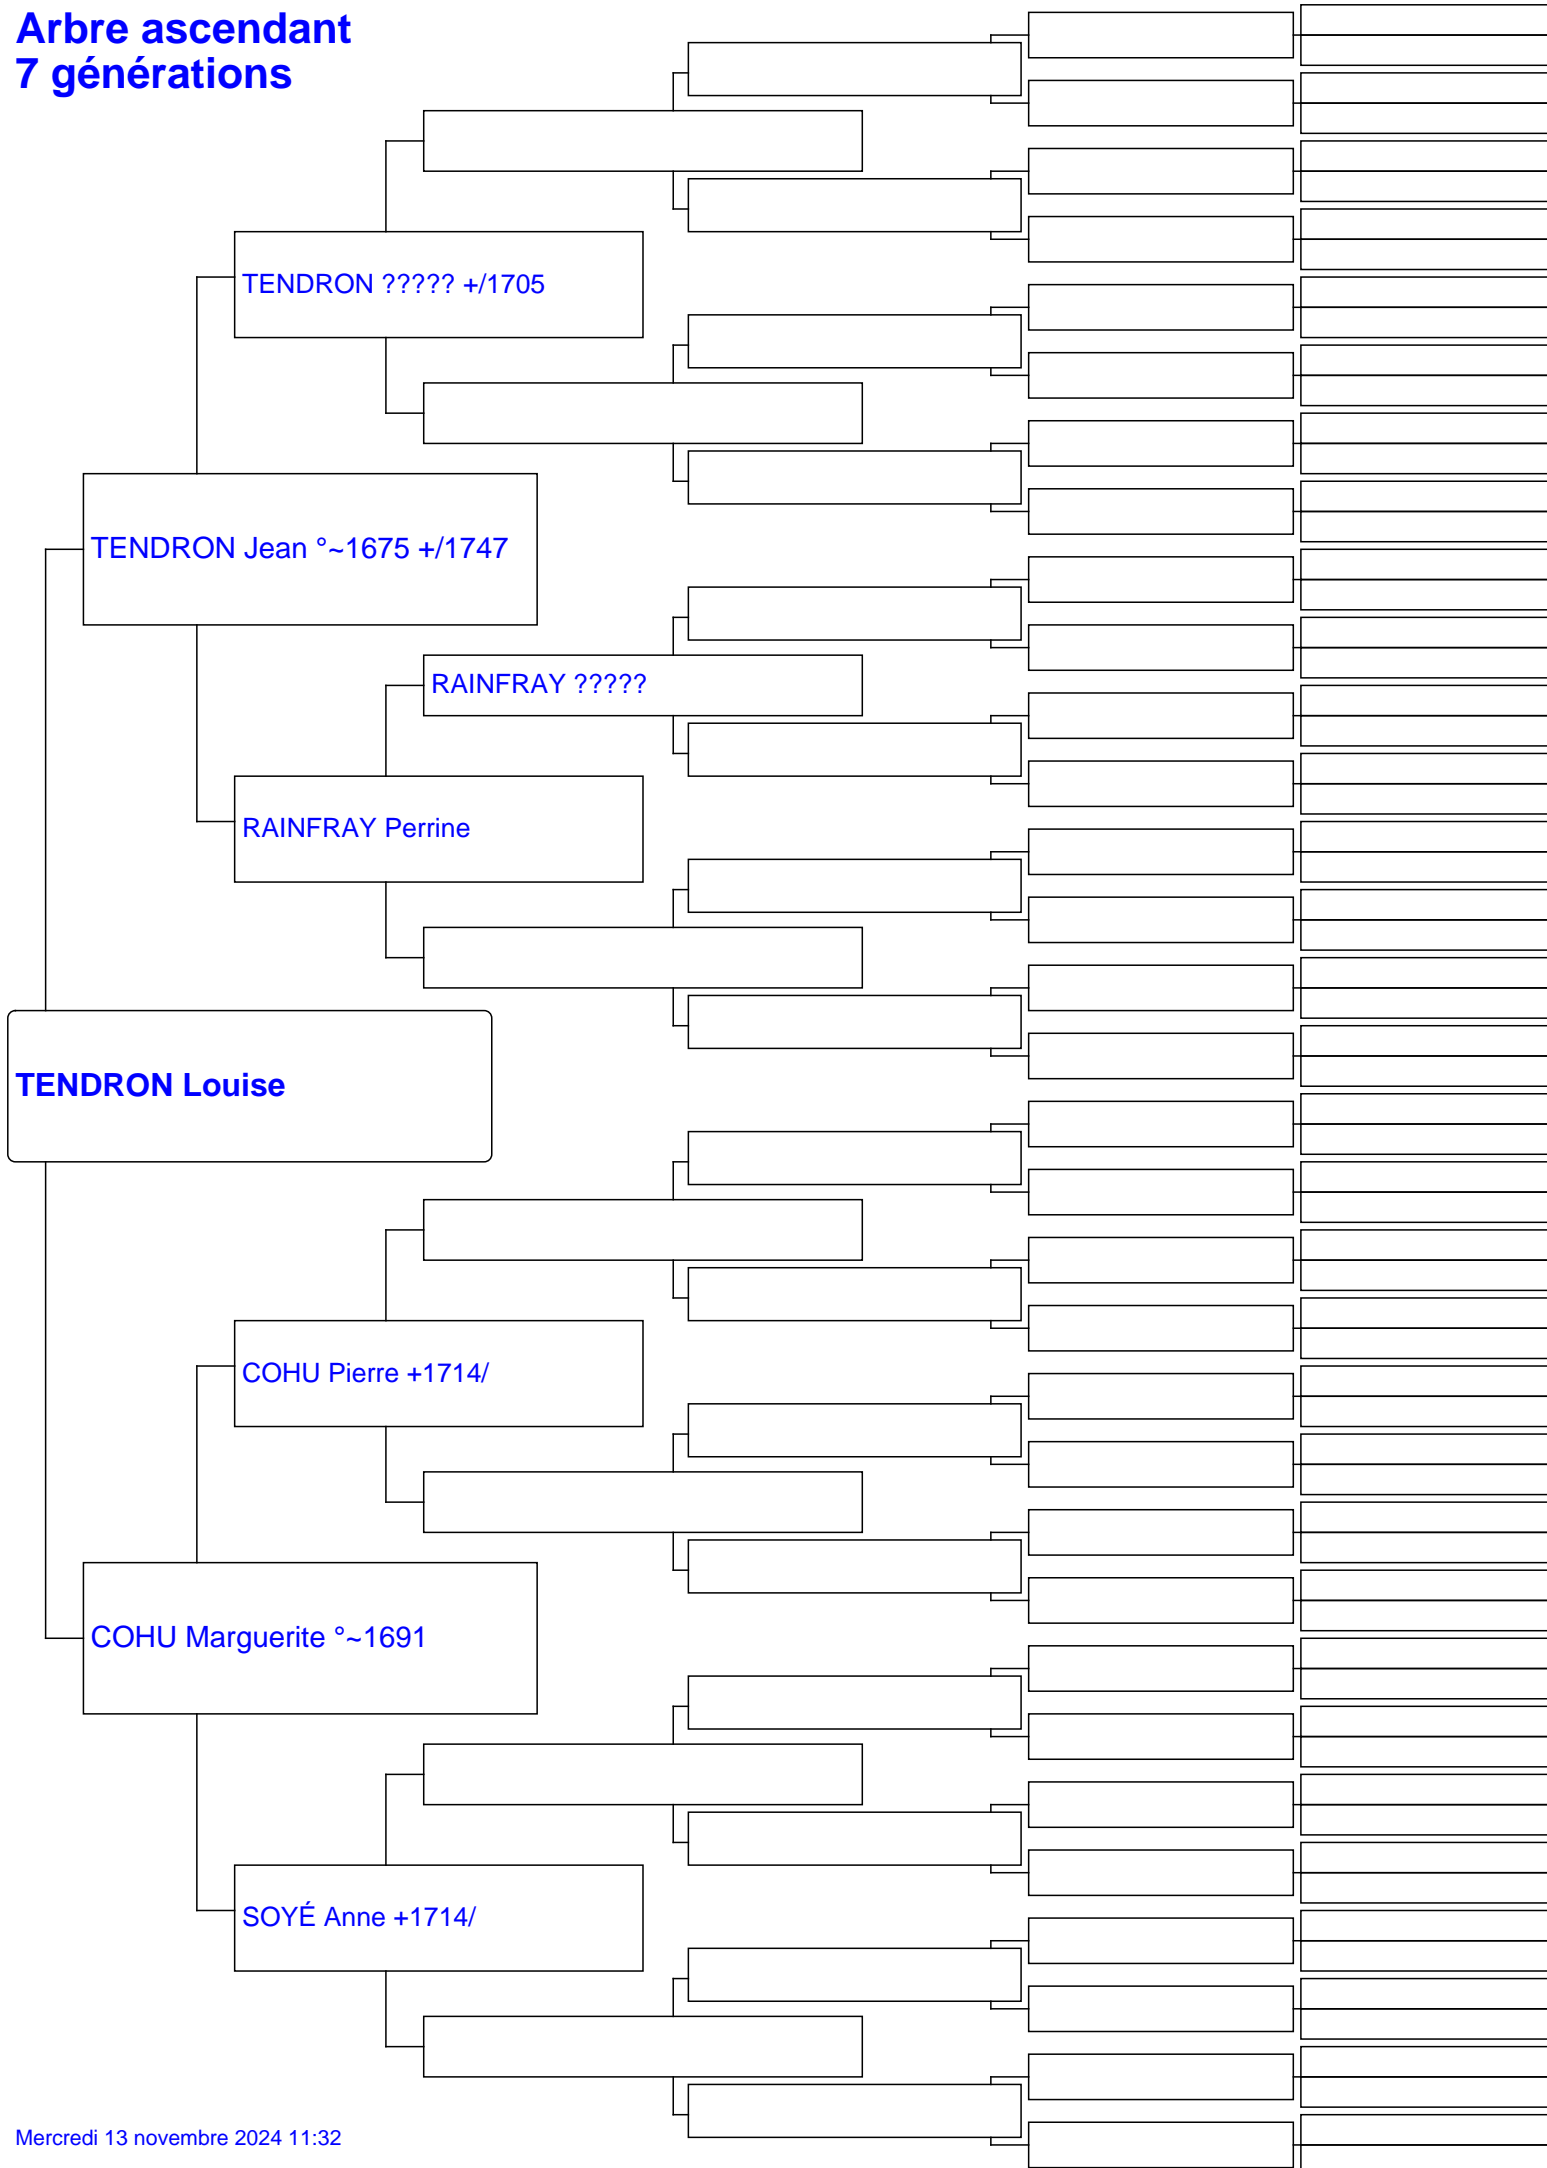 Arbre ascendant
7 générations
TENDRON ????? +/1705
TENDRON Jean °~1675 +/1747
RAINFRAY ?????
RAINFRAY Perrine
TENDRON Louise
COHU Pierre +1714/
COHU Marguerite °~1691
SOYÉ Anne +1714/
Mercredi 13 novembre 2024 11:32